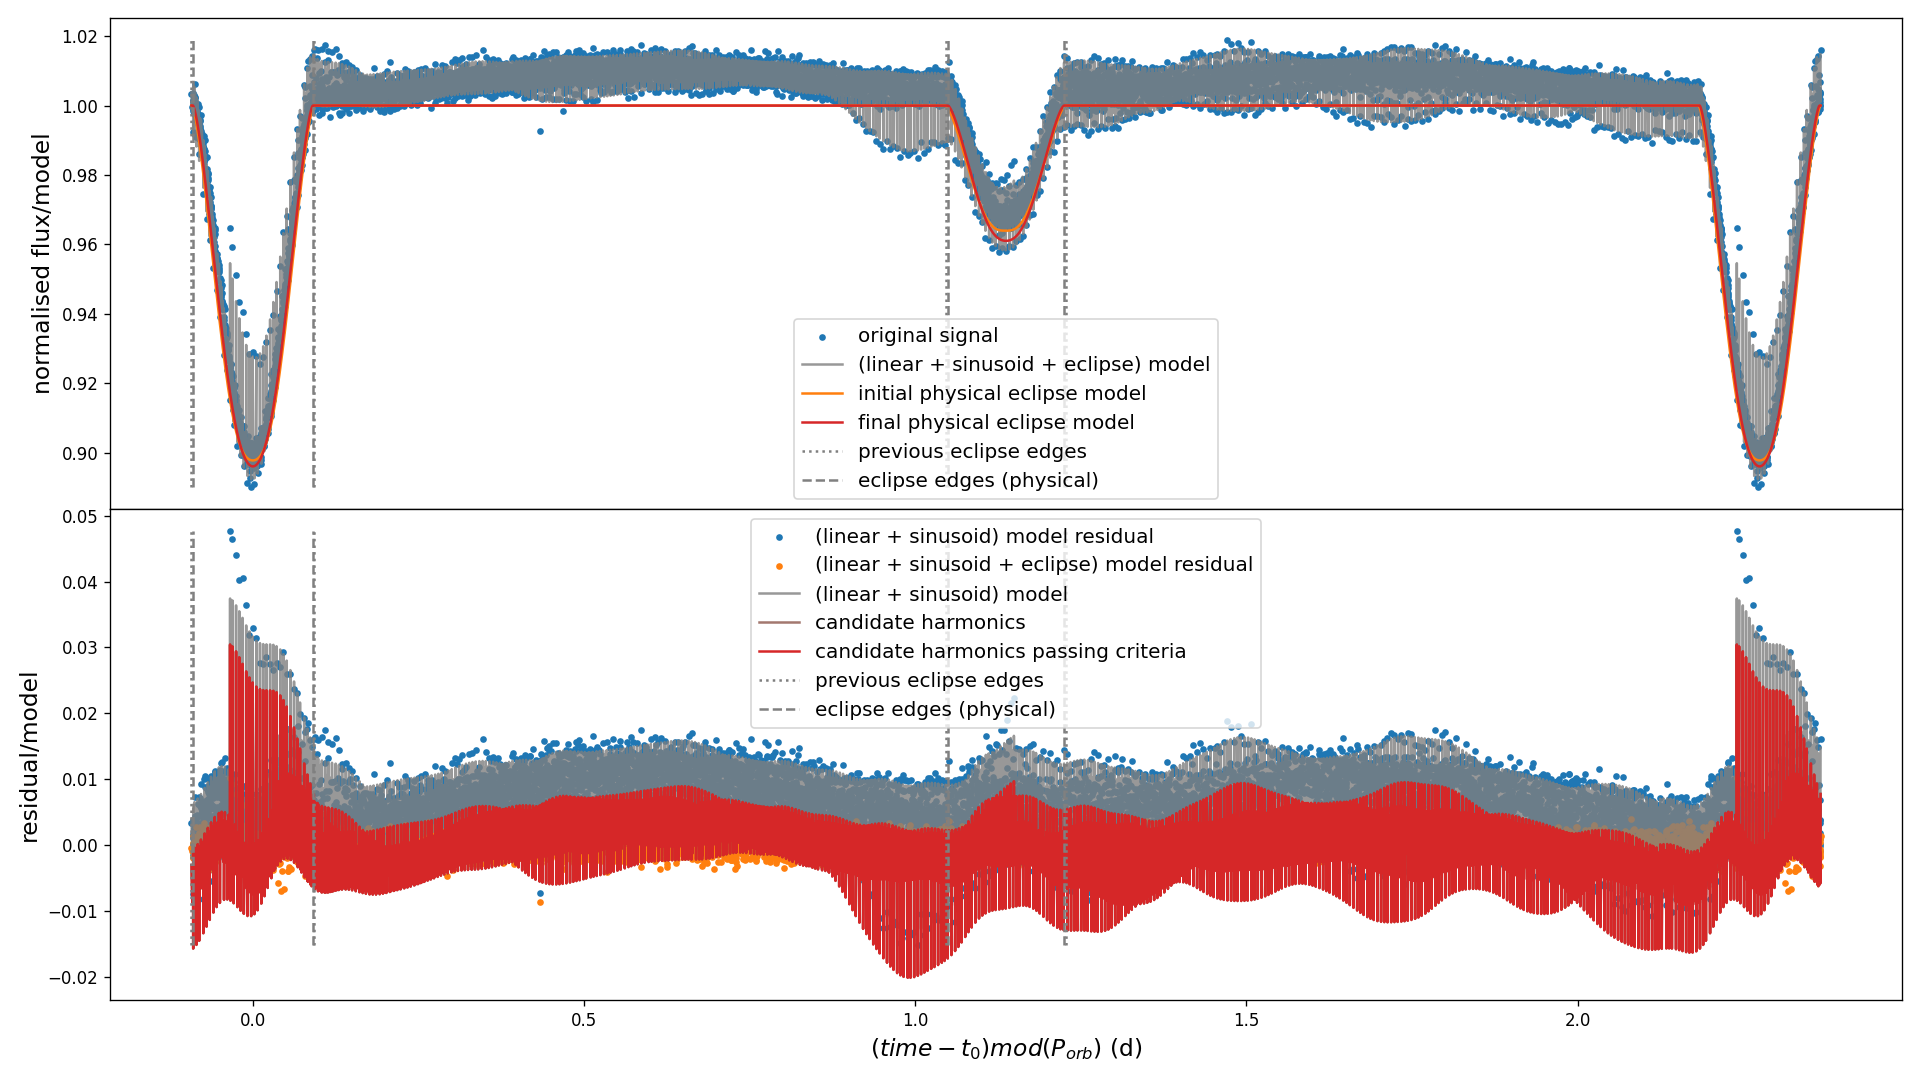 1.02
1.00
0.98
0.96
0.94
0.92
0.90
normalised flux/model
original signal
(linear + sinusoid + eclipse) model
initial physical eclipse model
final physical eclipse model
previous eclipse edges
eclipse edges (physical)
0.05
0.04
0.03
0.02
0.01
0.00
−0.01
−0.02
residual/model
(linear + sinusoid) model residual
(linear + sinusoid + eclipse) model residual
(linear + sinusoid) model
candidate harmonics
candidate harmonics passing criteria
previous eclipse edges
eclipse edges (physical)
0.0 0.5 1.0 1.5 2.0
(time − t₀)mod(P_orb) (d)